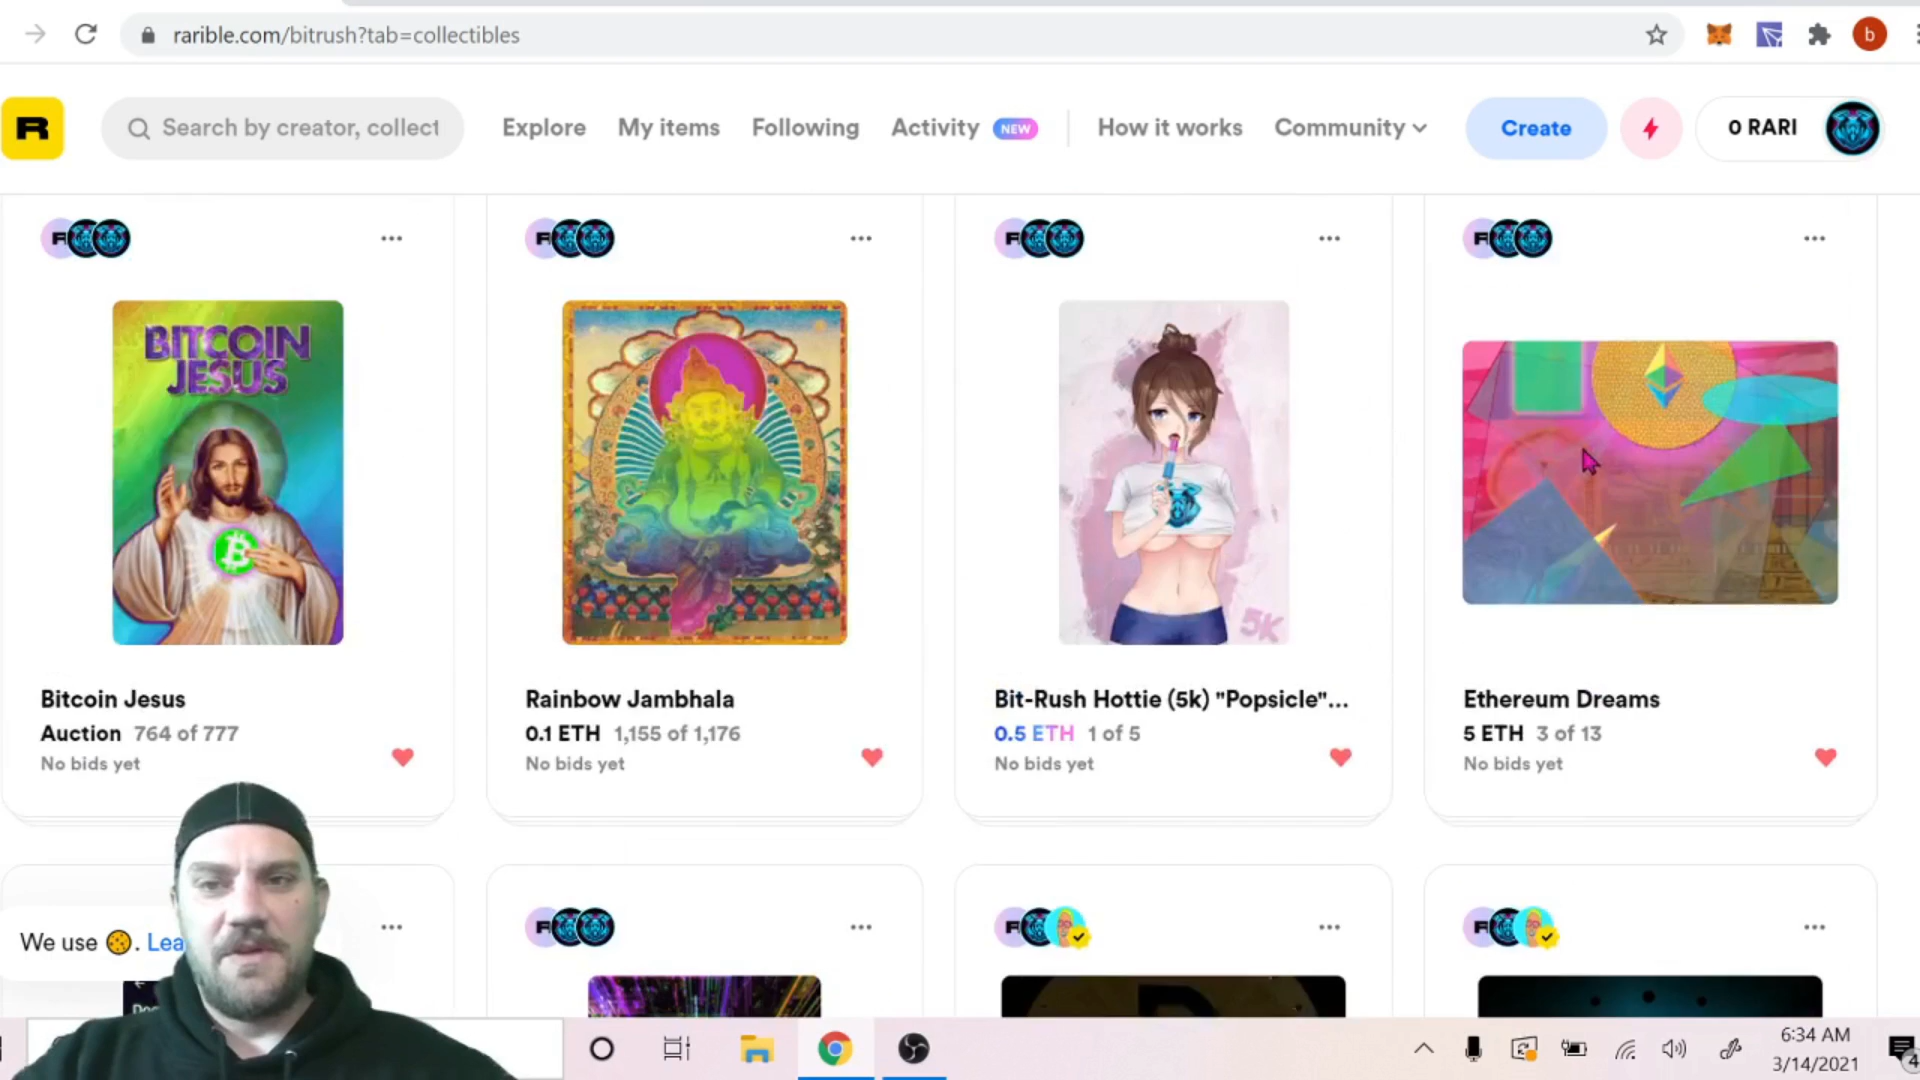 rarible.com/bitrush?tab=collectibles
b
R
Search by creator, collect
Explore
My items
Following
Activity
NEW
How it works
Community
Create
0 RARI
BITCOIN
JESUS
5K
Bitcoin Jesus
Auction 764 of 777
No bids yet
Rainbow Jambhala
0.1 ETH 1,155 of 1,176
No bids yet
Bit-Rush Hottie (5k) "Popsicle"...
0.5 ETH 1 of 5
No bids yet
Ethereum Dreams
5 ETH 3 of 13
No bids yet
We use 🍪. Lea
6:34 AM
3/14/2021
4